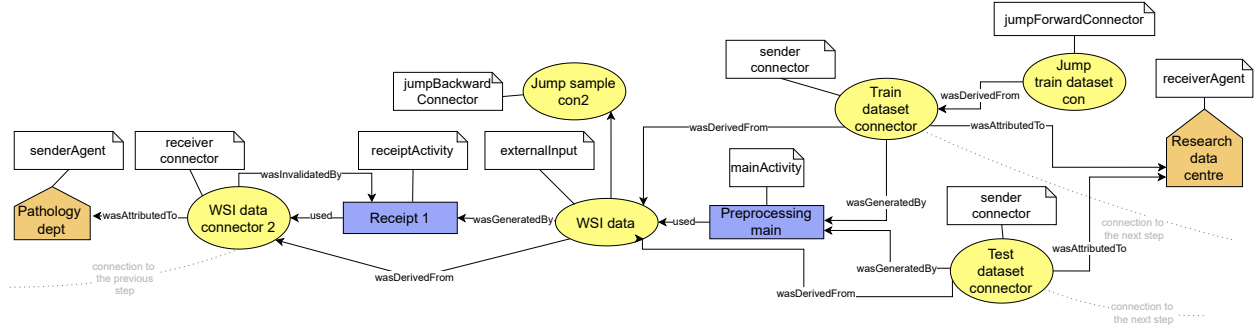 jumpForwardConnector
sender
connector
jumpBackward
Connector
Jump sample
con2
Jump
train dataset
con
receiverAgent
Train
dataset
connector
wasDerivedFrom
wasDerivedFrom
wasAttributedTo
senderAgent
receiver
connector
receiptActivity
externalInput
mainActivity
Research
data
centre
wasInvalidatedBy
wasGeneratedBy
sender
connector
Pathology
dept
wasAttributedTo
WSI data
connector 2
used
Receipt 1
wasGeneratedBy
WSI data
used
Preprocessing
main
connection to
the next step
wasAttributedTo
connection to
the previous
step
wasDerivedFrom
wasGeneratedBy
Test
dataset
connector
wasDerivedFrom
connection to
the next step